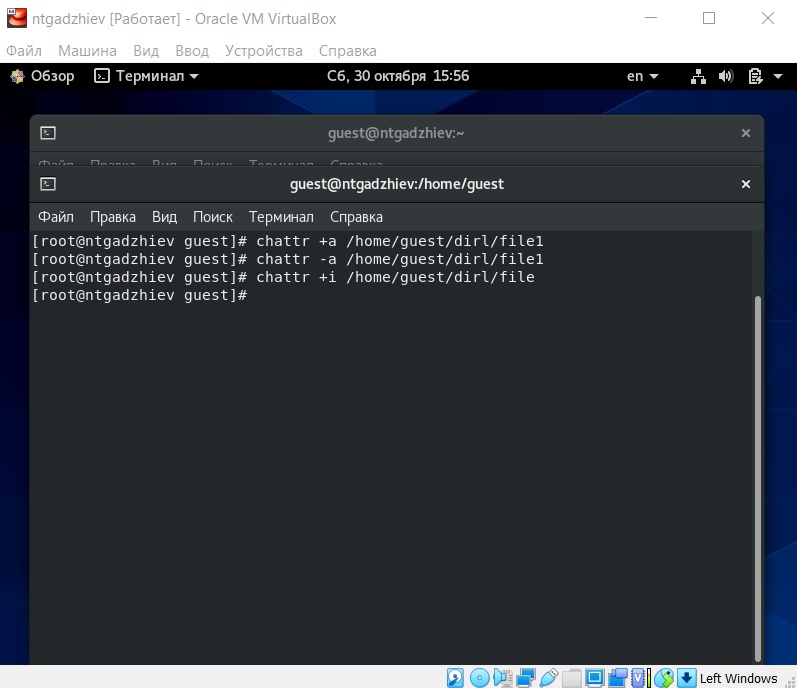 ntgadzhiev [Работает] - Oracle VM VirtualBox
Файл Машина Вид Ввод Устройства Справка
Обзор Терминал Сб, 30 октября 15:56 en
guest@ntgadzhiev:~
Файл Правка Вид Поиск Терминал Справка
guest@ntgadzhiev:/home/guest
Файл Правка Вид Поиск Терминал Справка
[root@ntgadzhiev guest]# chattr +a /home/guest/dirl/file1
[root@ntgadzhiev guest]# chattr -a /home/guest/dirl/file1
[root@ntgadzhiev guest]# chattr +i /home/guest/dirl/file
[root@ntgadzhiev guest]#
Left Windows